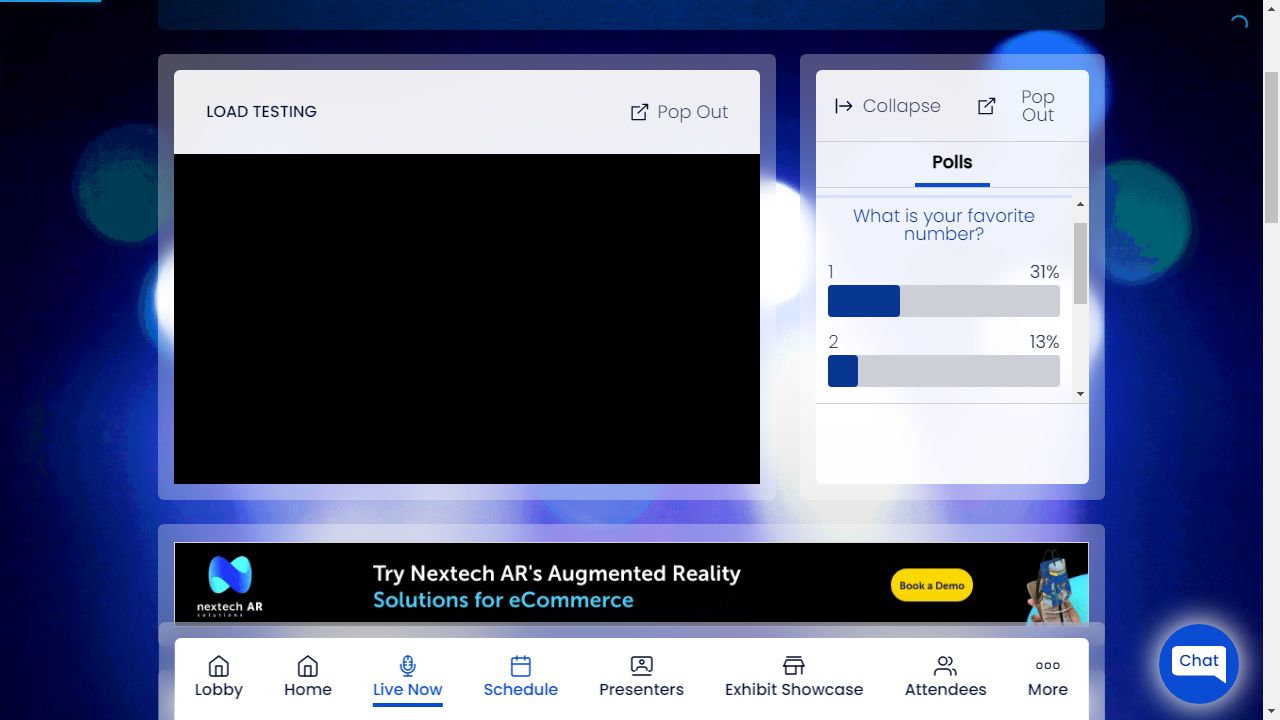 LOAD TESTING
Pop Out
Collapse
Pop
Out
Polls
What is your favorite
number?
1 31%
2 13%
nextech AR
solutions
Try Nextech AR's Augmented Reality
Solutions for eCommerce
Book a Demo
Lobby
Home
Live Now
Schedule
Presenters
Exhibit Showcase
Attendees
More
Chat